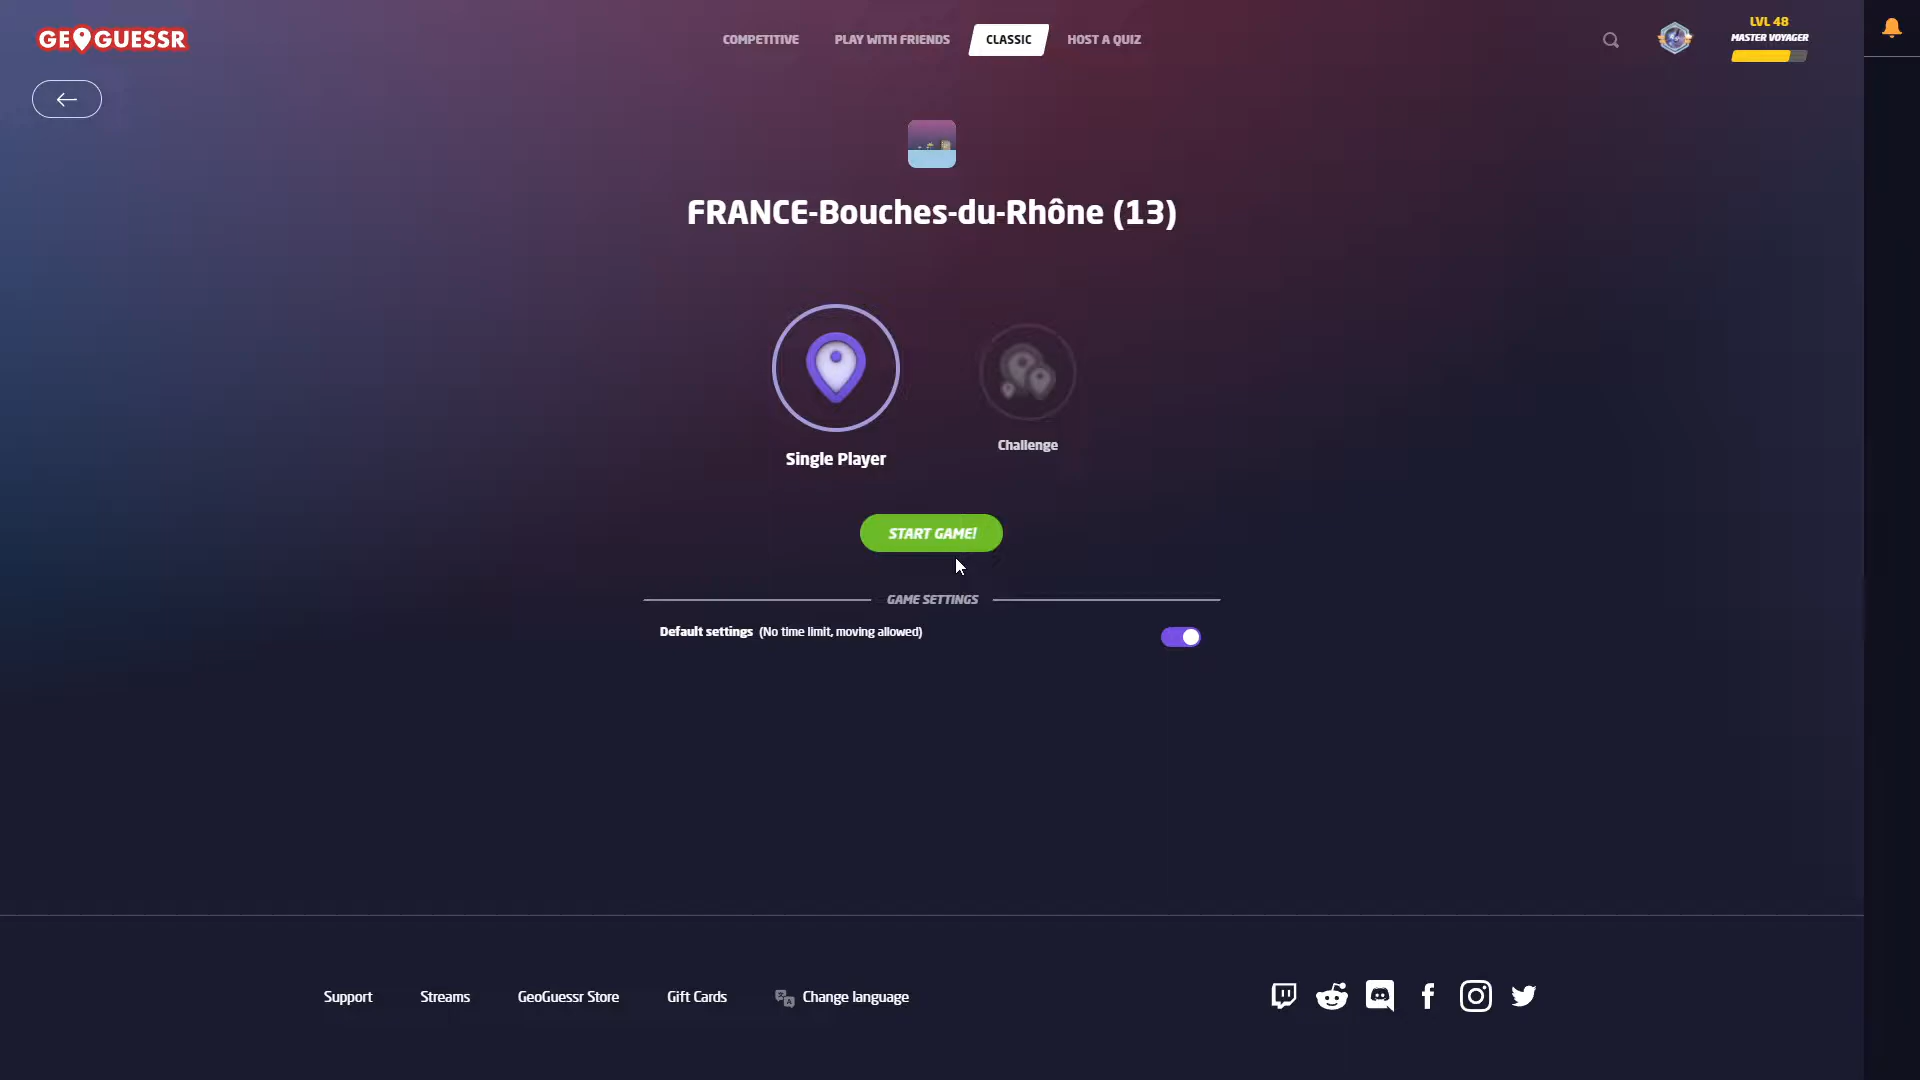 GEOGUESSR
COMPETITIVE
PLAY WITH FRIENDS
CLASSIC
HOST A QUIZ
LVL 48
MASTER VOYAGER
FRANCE-Bouches-du-Rhône (13)
Single Player
Challenge
START GAME!
GAME SETTINGS
Default settings (No time limit, moving allowed)
Support
Streams
GeoGuessr Store
Gift Cards
Change language